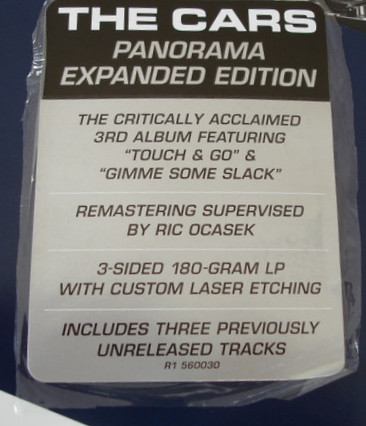 THE CARS
PANORAMA
EXPANDED EDITION
THE CRITICALLY ACCLAIMED
3RD ALBUM FEATURING
"TOUCH & GO" &
"GIMME SOME SLACK"
REMASTERING SUPERVISED
BY RIC OCASEK
3-SIDED 180-GRAM LP
WITH CUSTOM LASER ETCHING
INCLUDES THREE PREVIOUSLY
UNRELEASED TRACKS
R1 560030